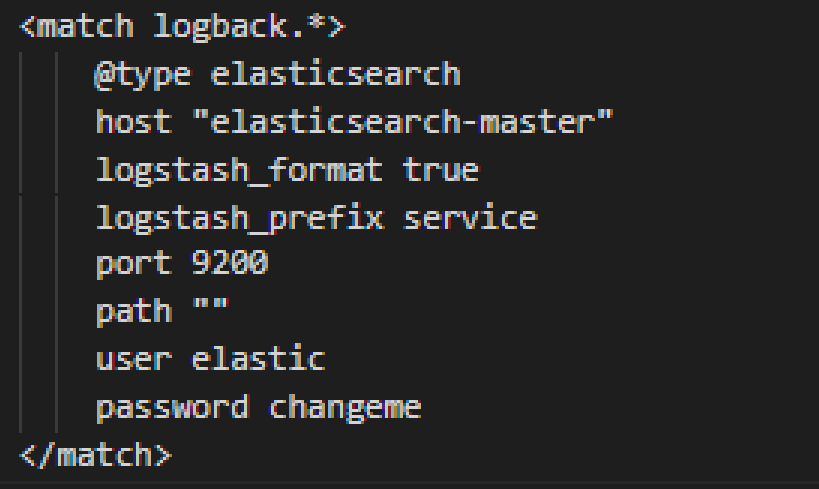 <match logback.*>
@type elasticsearch
host "elasticsearch-master"
logstash_format true
logstash_prefix service
port 9200
path ""
user elastic
password changeme
</match>